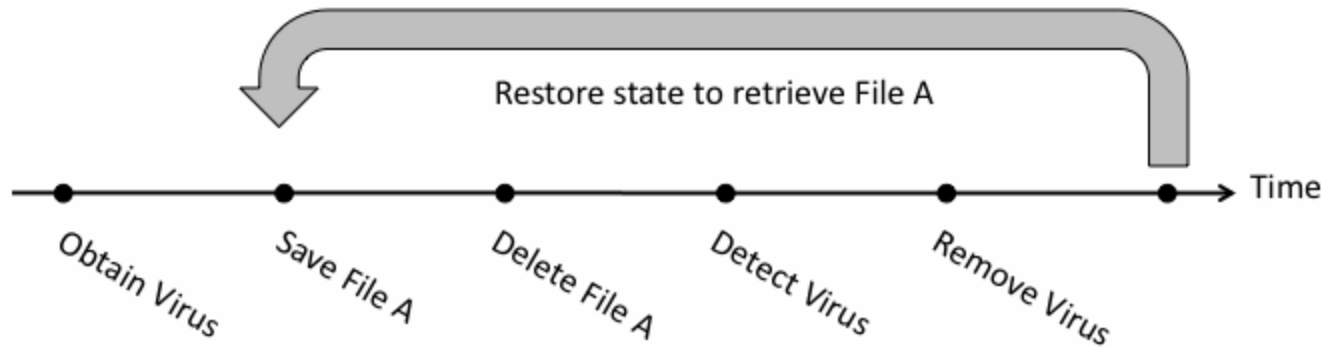 Restore state to retrieve File A
Time
Obtain Virus
Save File A
Delete File A
Detect Virus
Remove Virus